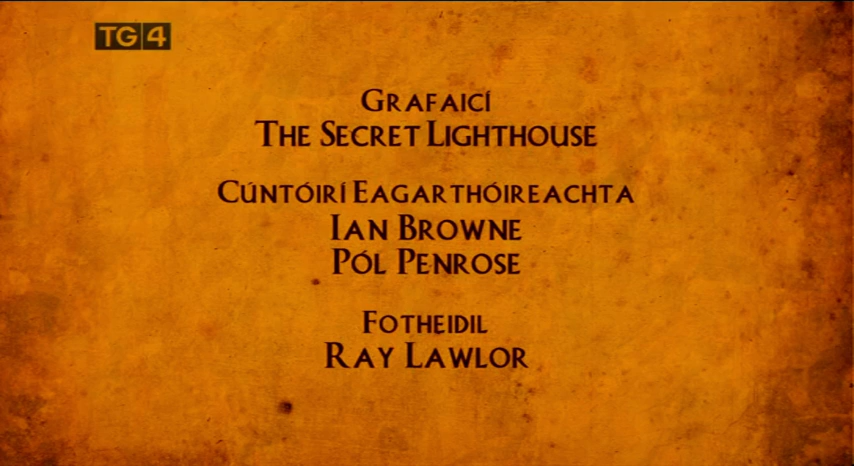 TG4
GRAFAICÍ
THE SECRET LIGHTHOUSE
CÚNTÓIRÍ EAGARTHÓIREACHTA
IAN BROWNE
PÓL PENROSE
FOTHEIDIL
RAY LAWLOR